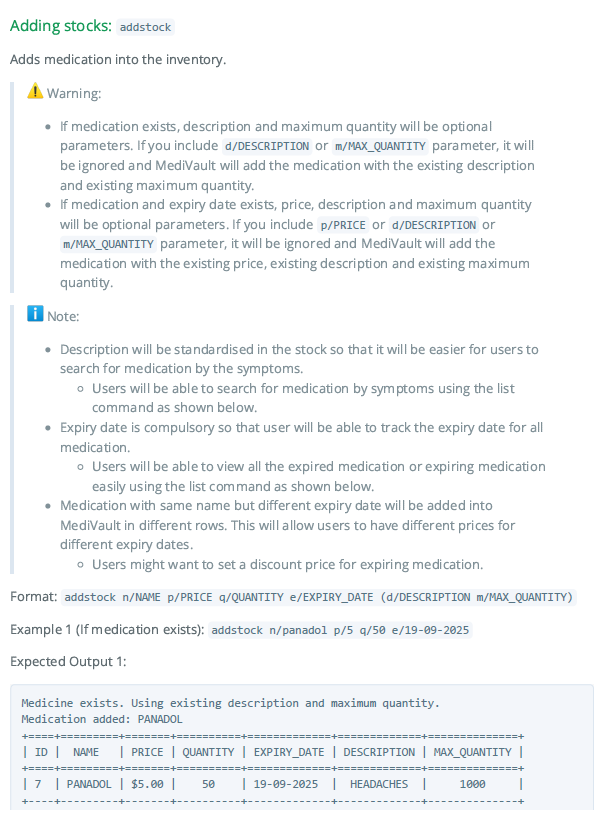 Adding stocks: addstock
Adds medication into the inventory.
⚠️ Warning:
• If medication exists, description and maximum quantity will be optional
parameters. If you include d/DESCRIPTION or m/MAX_QUANTITY parameter, it will
be ignored and MediVault will add the medication with the existing description
and existing maximum quantity.
• If medication and expiry date exists, price, description and maximum quantity
will be optional parameters. If you include p/PRICE or d/DESCRIPTION or
m/MAX_QUANTITY parameter, it will be ignored and MediVault will add the
medication with the existing price, existing description and existing maximum
quantity.
ℹ️ Note:
• Description will be standardised in the stock so that it will be easier for users to
search for medication by the symptoms.
◦ Users will be able to search for medication by symptoms using the list
command as shown below.
• Expiry date is compulsory so that user will be able to track the expiry date for all
medication.
◦ Users will be able to view all the expired medication or expiring medication
easily using the list command as shown below.
• Medication with same name but different expiry date will be added into
MediVault in different rows. This will allow users to have different prices for
different expiry dates.
◦ Users might want to set a discount price for expiring medication.
Format: addstock n/NAME p/PRICE q/QUANTITY e/EXPIRY_DATE (d/DESCRIPTION m/MAX_QUANTITY)
Example 1 (If medication exists): addstock n/panadol p/5 q/50 e/19-09-2025
Expected Output 1:
Medicine exists. Using existing description and maximum quantity.
Medication added: PANADOL
+====+=========+=======+==========+=============+=============+==============+
| ID |  NAME   | PRICE | QUANTITY | EXPIRY_DATE | DESCRIPTION | MAX_QUANTITY |
+====+=========+=======+==========+=============+=============+==============+
| 7  | PANADOL | $5.00 |    50    | 19-09-2025  |  HEADACHES  |     1000     |
+----+---------+-------+----------+-------------+-------------+--------------+